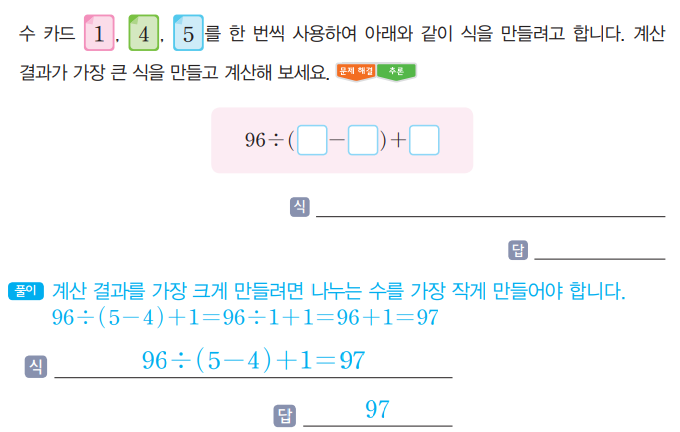 수 카드 1, 4, 5를 한 번씩 사용하여 아래와 같이 식을 만들려고 합니다. 계산
결과가 가장 큰 식을 만들고 계산해 보세요. 문제 해결 추론
96÷(□－□)＋□
식
답
풀이 계산 결과를 가장 크게 만들려면 나누는 수를 가장 작게 만들어야 합니다.
96÷(5－4)＋1＝96÷1＋1＝96＋1＝97
식 96÷(5－4)＋1＝97
답 97